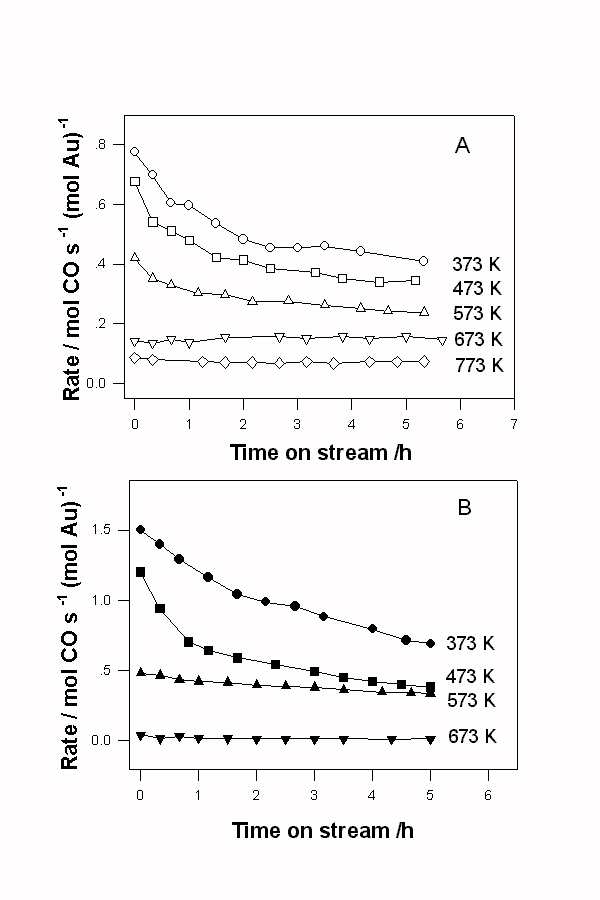 A
Rate / mol CO s -1 (mol Au) -1
.8
.6
.4
.2
0.0
373 K
473 K
573 K
673 K
773 K
0 1 2 3 4 5 6 7
Time on stream /h
B
Rate / mol CO s -1 (mol Au) -1
1.5
1.0
.5
0.0
373 K
473 K
573 K
673 K
0 1 2 3 4 5 6
Time on stream /h